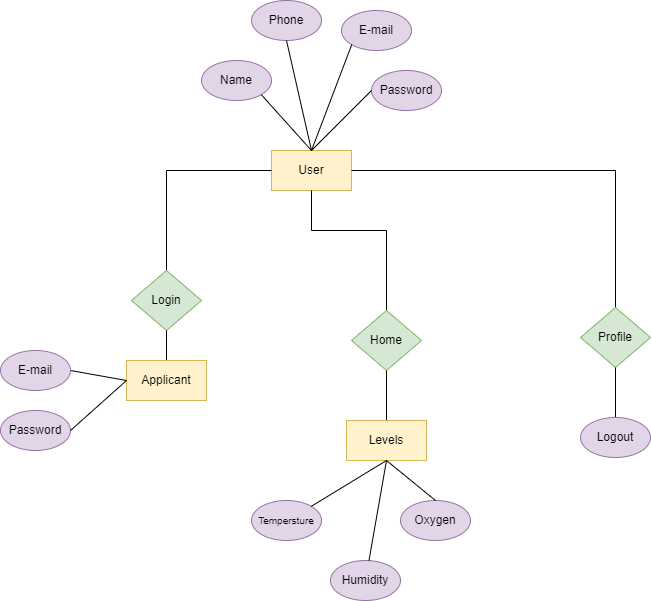 Phone
E-mail
Name
Password
User
Login
Home
Profile
E-mail
Applicant
Password
Levels
Logout
Tempersture
Oxygen
Humidity